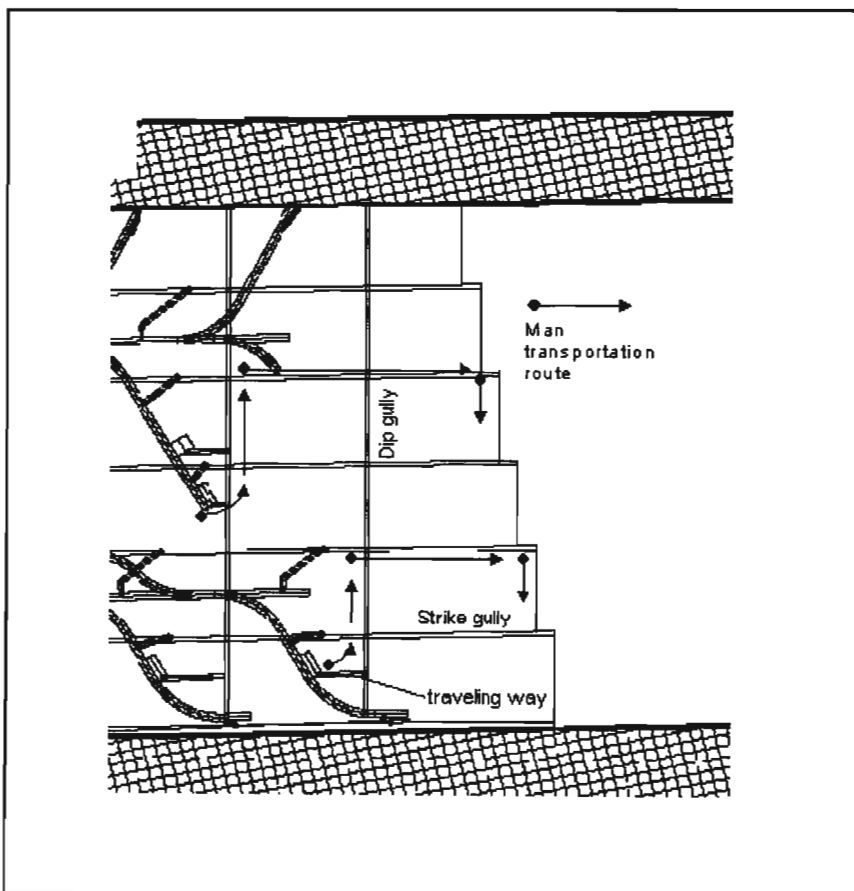 Man
transportation
route
Dip gully
Strike gully
traveling way